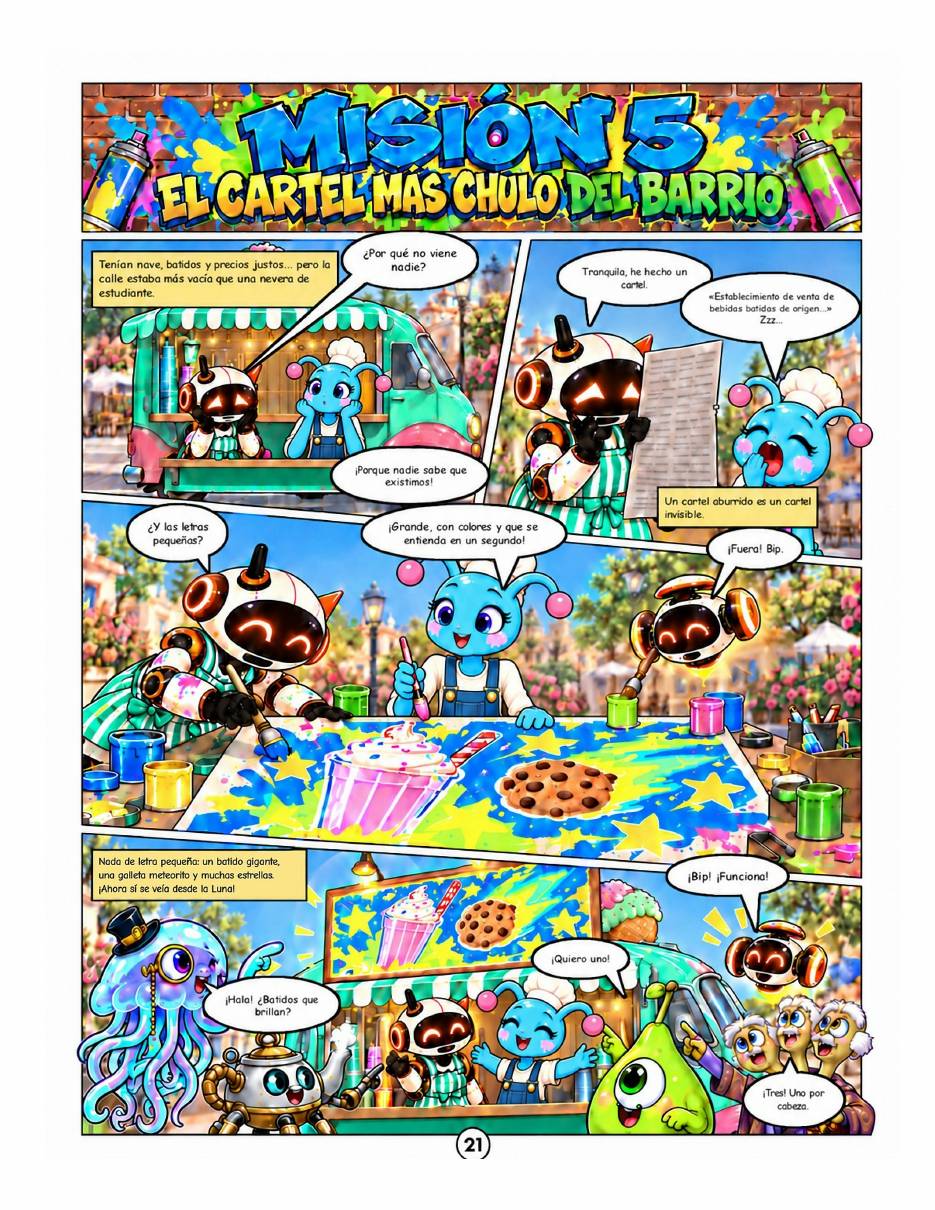 MISIÓN 5
EL CARTEL MÁS CHULO DEL BARRIO
Tenían nave, batidos y precios justos... pero la
calle estaba más vacía que una nevera de
estudiante.
¿Por qué no viene
nadie?
¡Porque nadie sabe que
existimos!
Tranquila, he hecho un
cartel.
«Establecimiento de venta de
bebidas batidas de origen...»
Zzz...
Un cartel aburrido es un cartel
invisible.
¿Y las letras
pequeñas?
¡Grande, con colores y que se
entienda en un segundo!
¡Fuera! Bip.
Nada de letra pequeña: un batido gigante,
una galleta meteorito y muchas estrellas.
¡Ahora sí se veía desde la Luna!
¡Bip! ¡Funciona!
¡Quiero uno!
¡Hala! ¿Batidos que
brillan?
¡Tres! Uno por
cabeza.
21